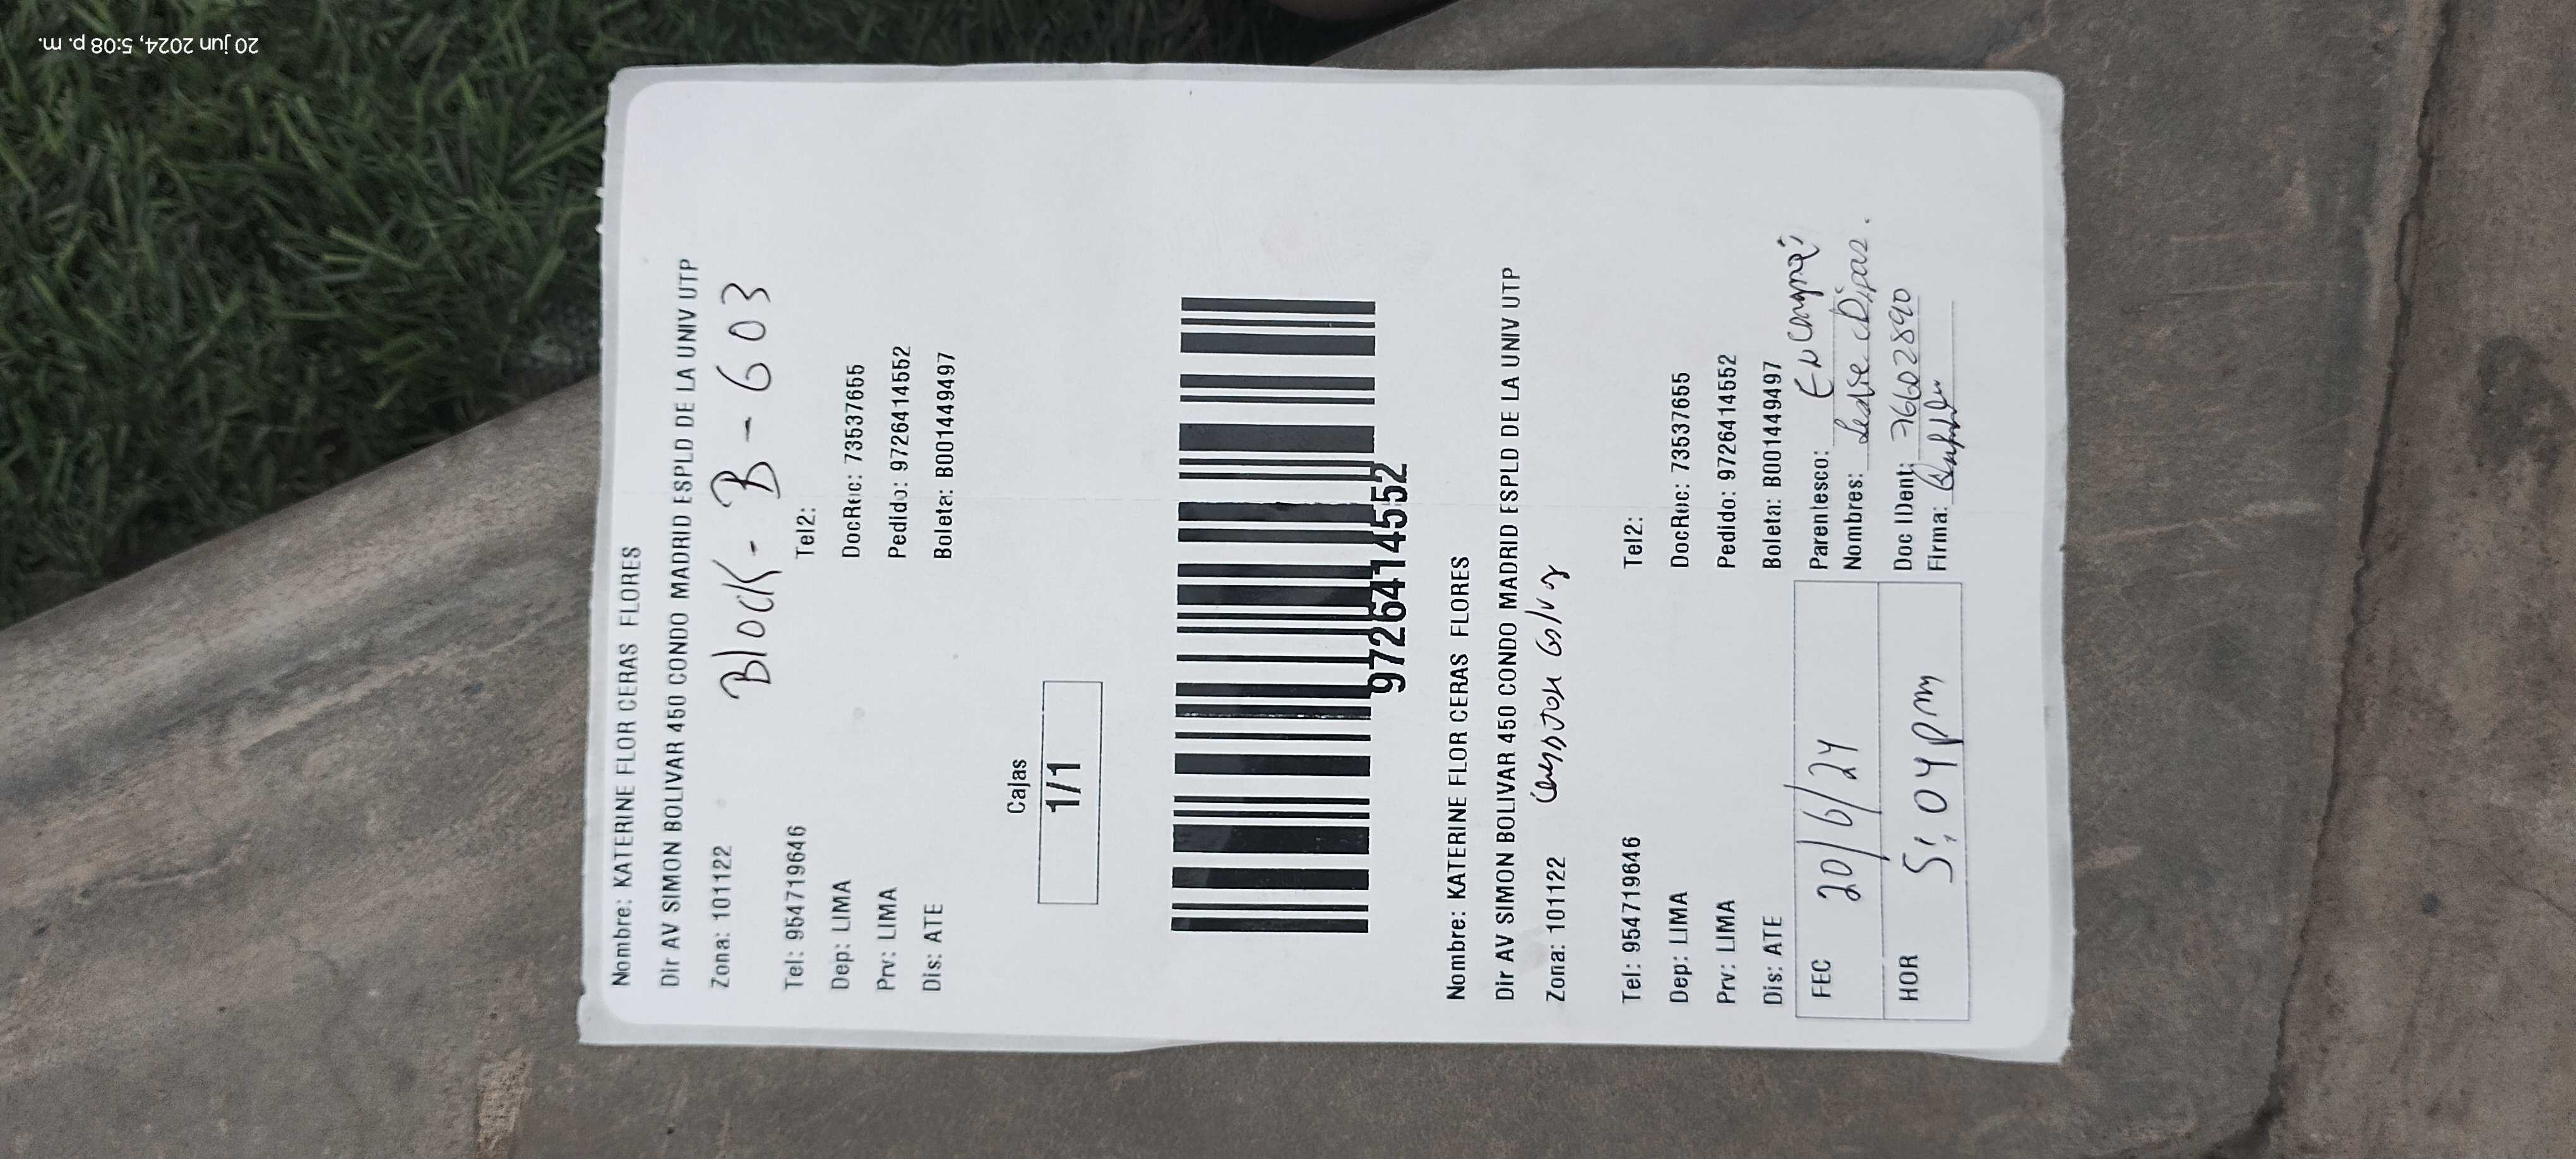 20 jun 2024, 5:08 p. m.
Nombre: KATERINE FLOR CERAS FLORES
Dir AV SIMON BOLIVAR 450 CONDO MADRID ESPLD DE LA UNIV UTP
Zona: 101122
Block - B - 603
Tel: 954719646 Tel2:
Dep: LIMA DocRuc: 73537655
Prv: LIMA Pedido: 9726414552
Dis: ATE Boleta: B001449497
Cajas
1/1
9726414552
Nombre: KATERINE FLOR CERAS FLORES
Dir AV SIMON BOLIVAR 450 CONDO MADRID ESPLD DE LA UNIV UTP
Zona: 101122
Tel: 954719646 Tel2:
Dep: LIMA DocRuc: 73537655
Prv: LIMA Pedido: 9726414552
Dis: ATE Boleta: B001449497
FEC 20/6/24
HOR 5:04 pm
Parentesco:
Nombres:
Doc IDent: 76602890
Firma: